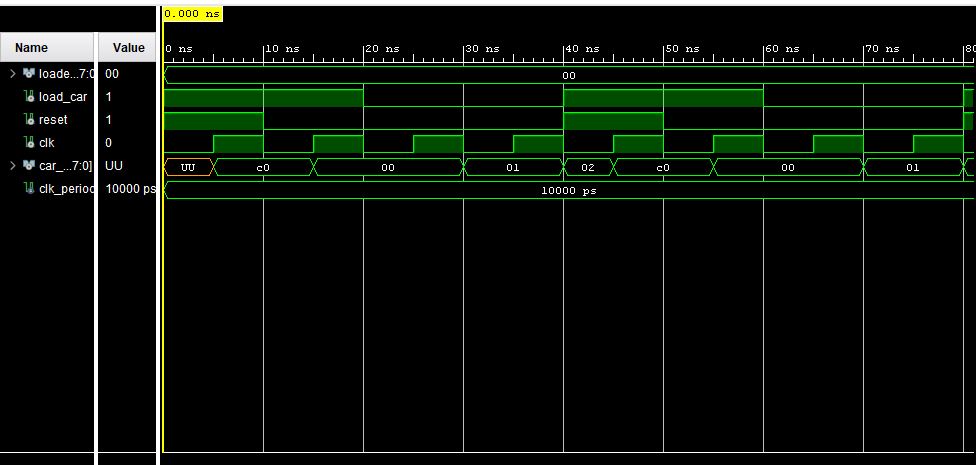 0.000 ns
Name Value
0 ns 10 ns 20 ns 30 ns 40 ns 50 ns 60 ns 70 ns 80
loade...7:0 00 00
load_car 1
reset 1
clk 0
car_...7:0] UU UU c0 00 01 02 c0 00 01
clk_period 10000 ps 10000 ps